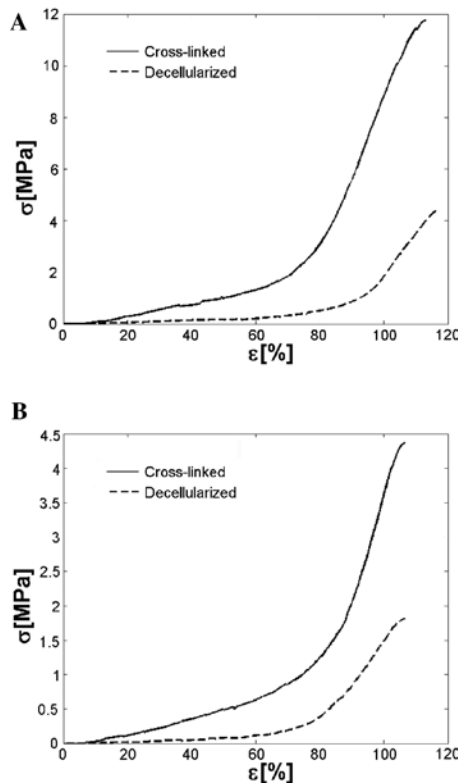 A
12
Cross-linked
Decellularized
10
8
σ[MPa]
6
4
2
0
0 20 40 60 80 100 120
ε[%]
B
4.5
4
Cross-linked
Decellularized
3.5
3
σ[MPa]
2.5
2
1.5
1
0.5
0
0 20 40 60 80 100 120
ε[%]